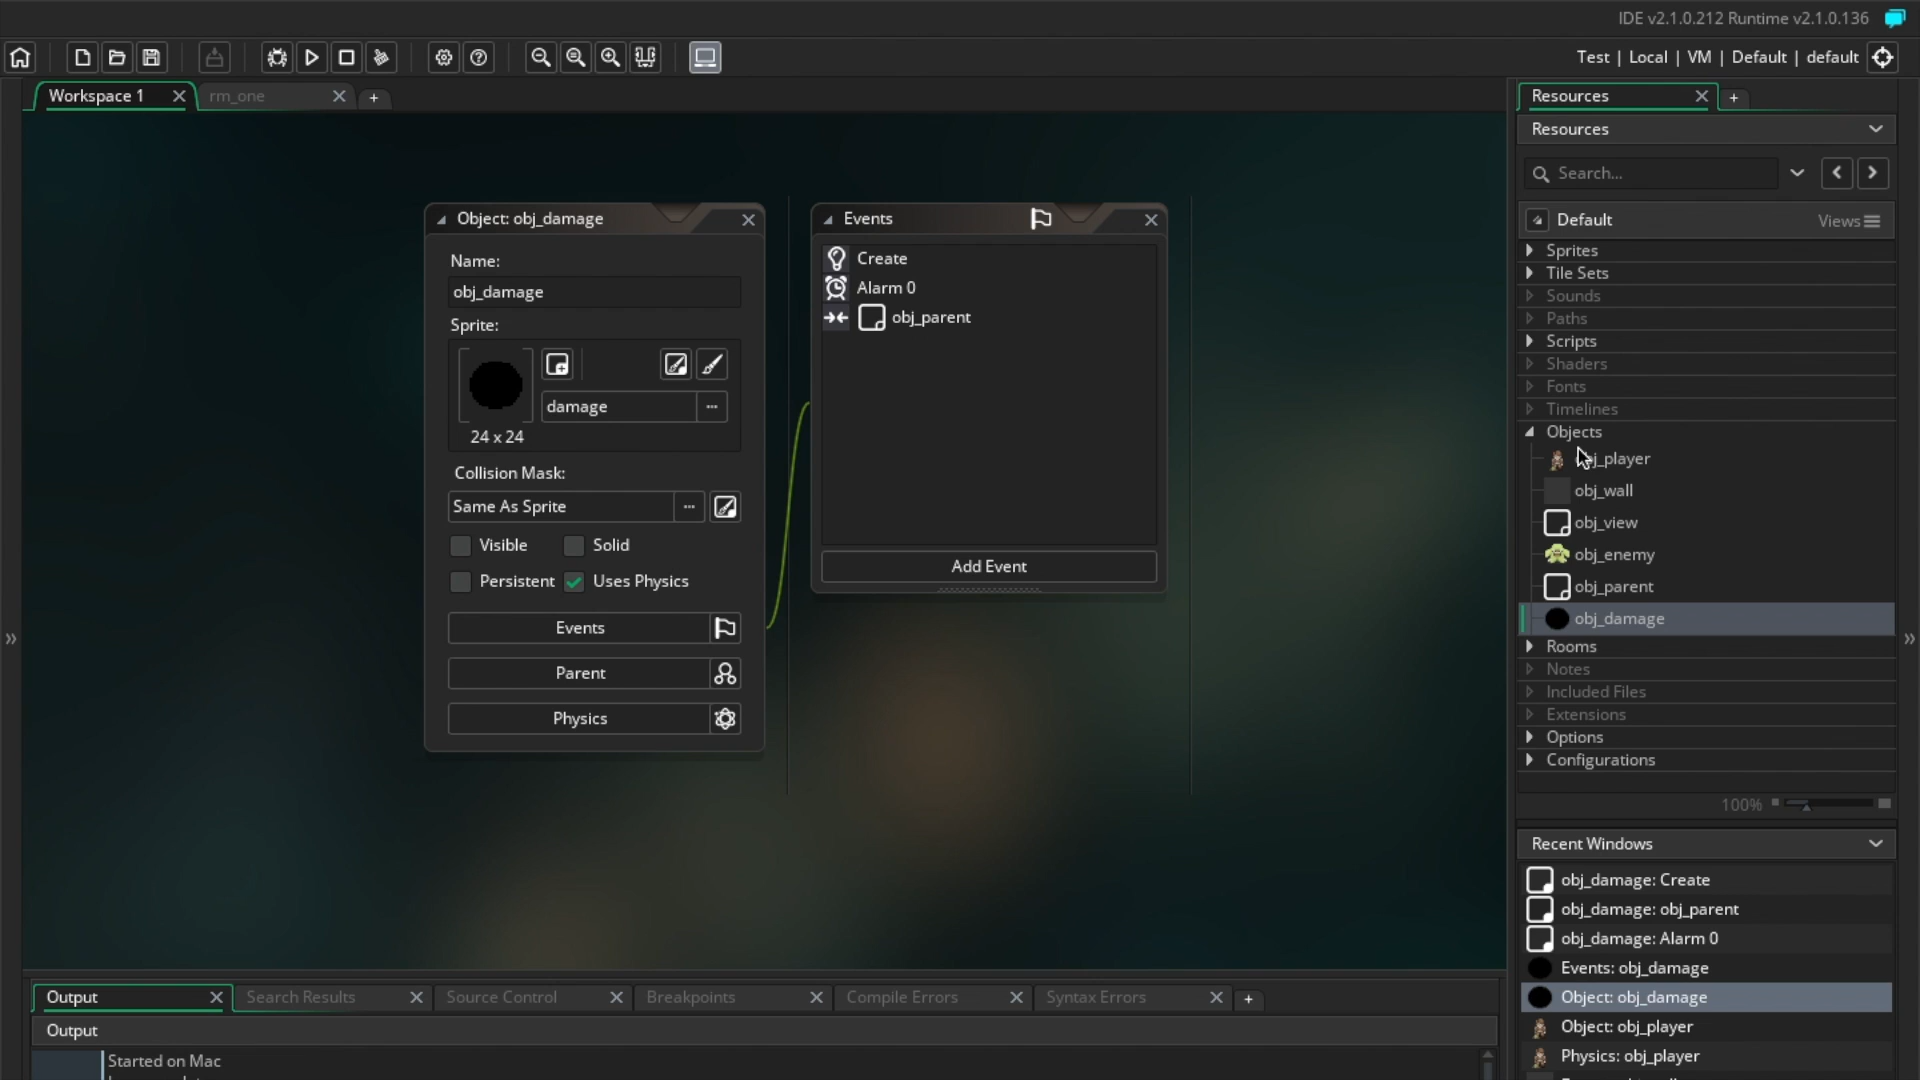 IDE v2.1.0.212 Runtime v2.1.0.136
Test | Local | VM | Default | default
Workspace 1
rm_one
Object: obj_damage
Name:
obj_damage
Sprite:
damage
24 x 24
Collision Mask:
Same As Sprite
Visible
Solid
Persistent
Uses Physics
Events
Parent
Physics
Events
Create
Alarm 0
obj_parent
Add Event
Resources
Resources
Search...
Default
Views
Sprites
Tile Sets
Sounds
Paths
Scripts
Shaders
Fonts
Timelines
Objects
obj_player
obj_wall
obj_view
obj_enemy
obj_parent
obj_damage
Rooms
Notes
Included Files
Extensions
Options
Configurations
100%
Recent Windows
obj_damage: Create
obj_damage: obj_parent
obj_damage: Alarm 0
Events: obj_damage
Object: obj_damage
Object: obj_player
Physics: obj_player
Output
Search Results
Source Control
Breakpoints
Compile Errors
Syntax Errors
Output
Started on Mac